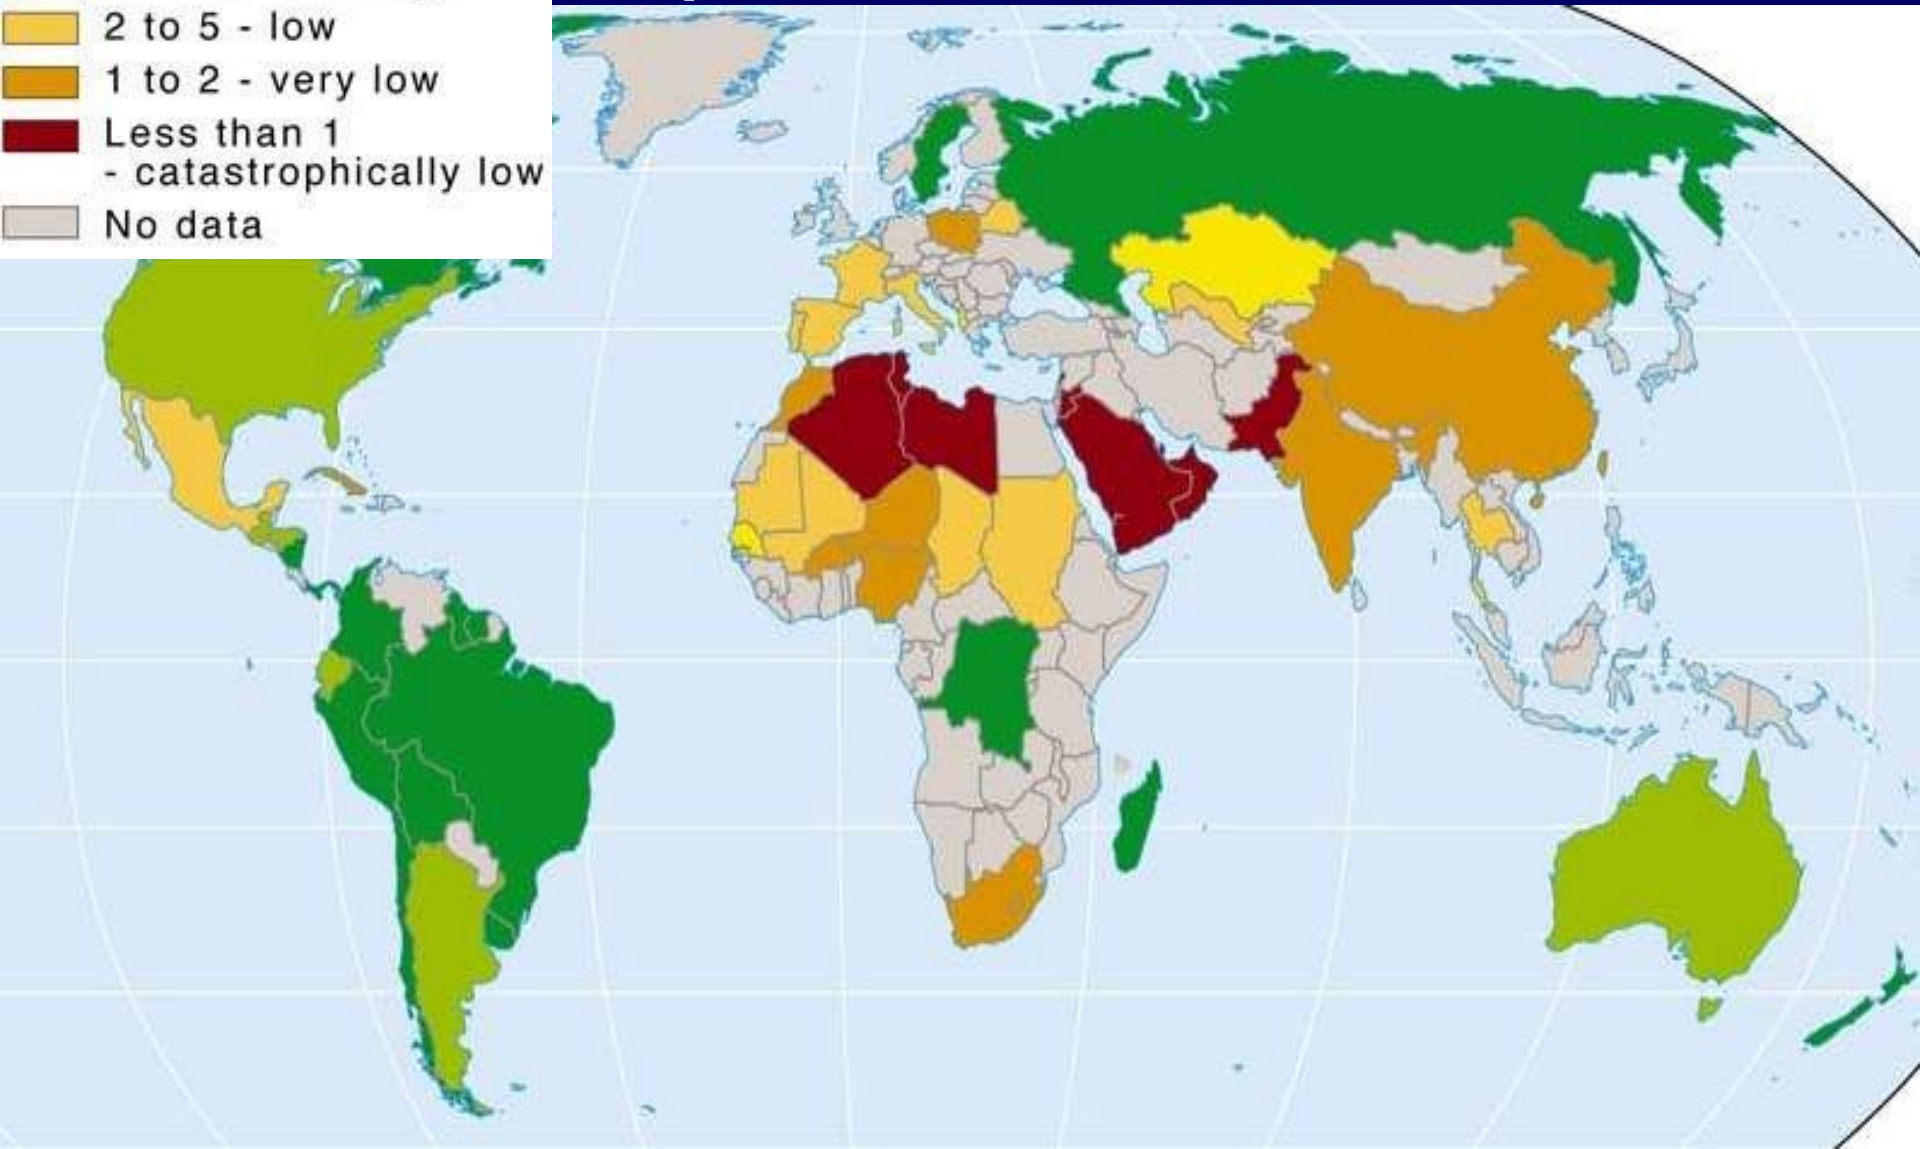 2 to 5 - low
1 to 2 - very low
Less than 1
- catastrophically low
No data